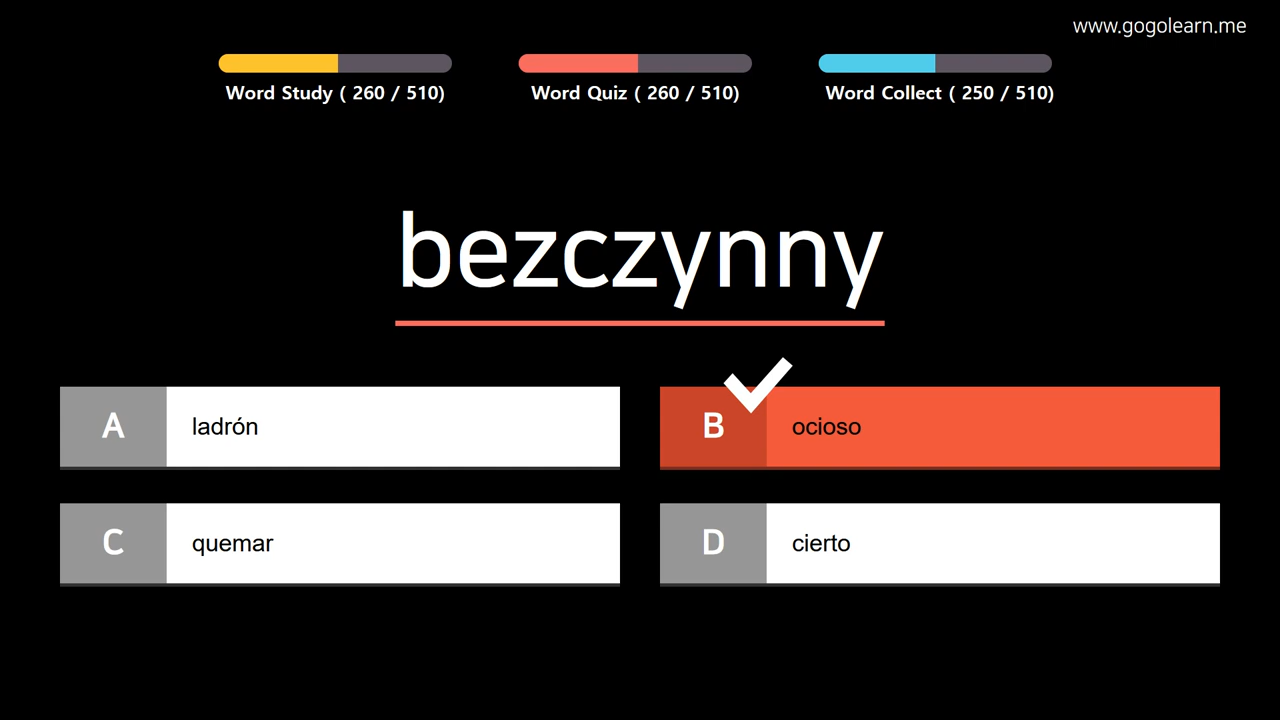 www.gogolearn.me
Word Study ( 260 / 510)
Word Quiz ( 260 / 510)
Word Collect ( 250 / 510)
bezczynny
A ladrón
B ocioso
C quemar
D cierto